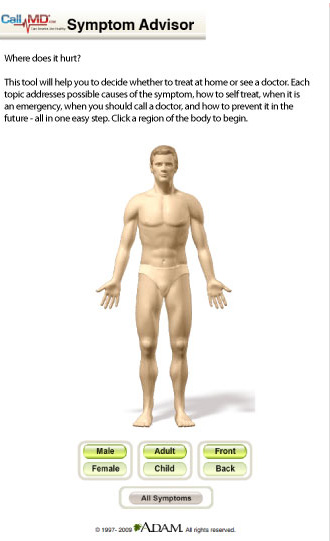 CallMD.com Symptom Advisor
Where does it hurt?
This tool will help you to decide whether to treat at home or see a doctor. Each
topic addresses possible causes of the symptom, how to self treat, when it is
an emergency, when you should call a doctor, and how to prevent it in the
future - all in one easy step. Click a region of the body to begin.
Male Adult Front
Female Child Back
All Symptoms
© 1997- 2009 ADAM. All rights reserved.